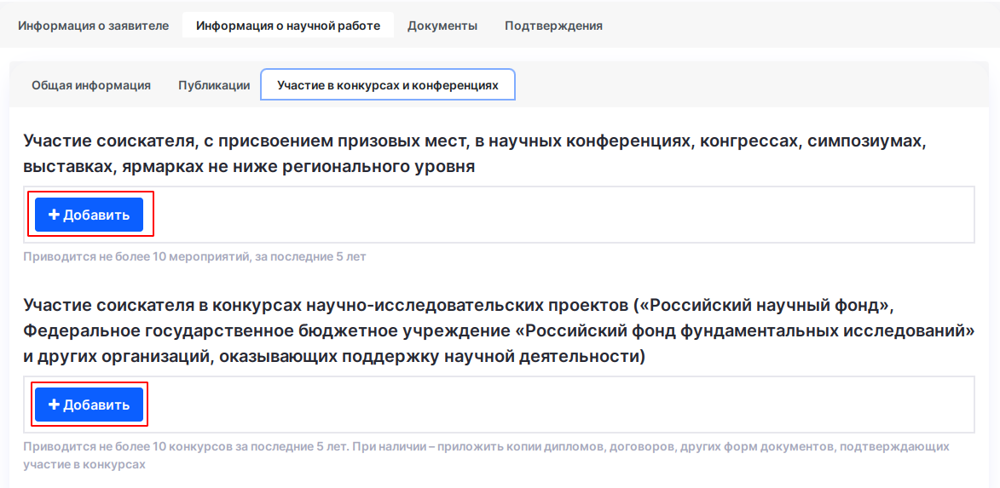 Информация о заявителе Информация о научной работе Документы Подтверждения
Общая информация Публикации Участие в конкурсах и конференциях
Участие соискателя, с присвоением призовых мест, в научных конференциях, конгрессах, симпозиумах,
выставках, ярмарках не ниже регионального уровня
+ Добавить
Приводится не более 10 мероприятий, за последние 5 лет
Участие соискателя в конкурсах научно-исследовательских проектов («Российский научный фонд»,
Федеральное государственное бюджетное учреждение «Российский фонд фундаментальных исследований»
и других организаций, оказывающих поддержку научной деятельности)
+ Добавить
Приводится не более 10 конкурсов за последние 5 лет. При наличии – приложить копии дипломов, договоров, других форм документов, подтверждающих
участие в конкурсах